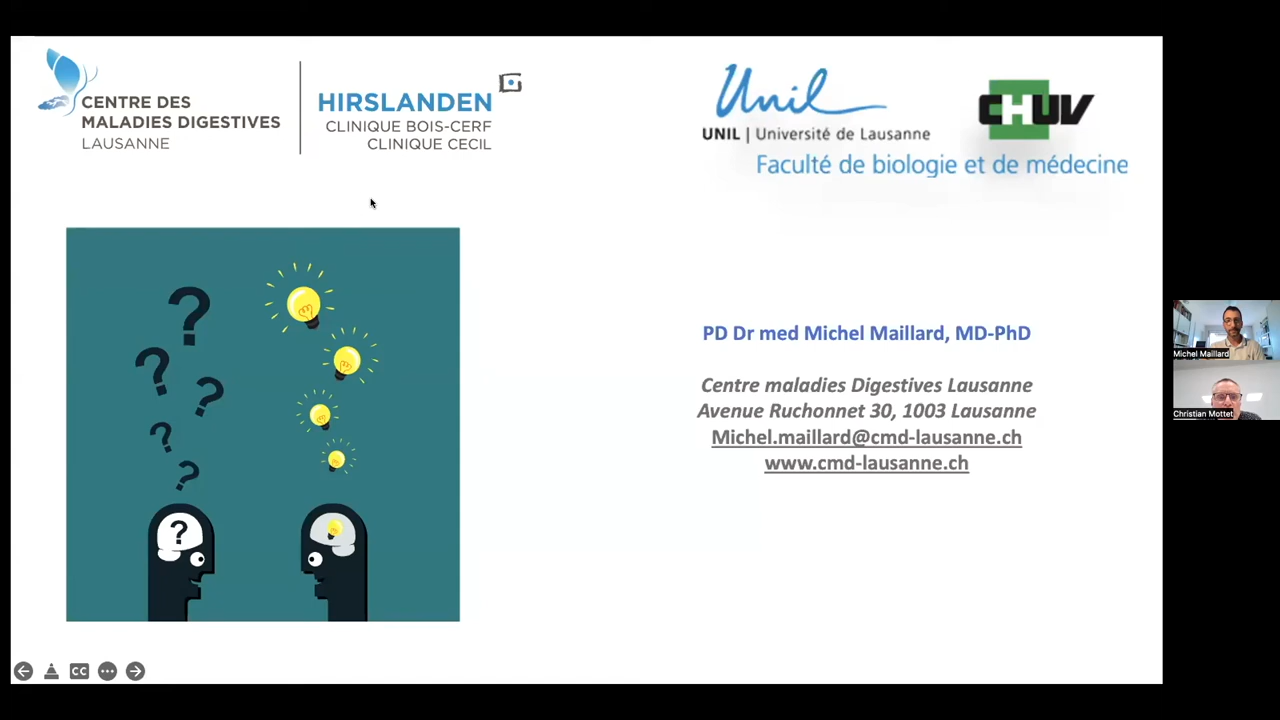 CENTRE DES
MALADIES DIGESTIVES
LAUSANNE
HIRSLANDEN
CLINIQUE BOIS-CERF
CLINIQUE CECIL
Unil
UNIL | Université de Lausanne
CHUV
Faculté de biologie et de médecine
?
?
?
?
?
?
PD Dr med Michel Maillard, MD-PhD
Centre maladies Digestives Lausanne
Avenue Ruchonnet 30, 1003 Lausanne
Michel.maillard@cmd-lausanne.ch
www.cmd-lausanne.ch
Michel Maillard
Christian Mottet
CC